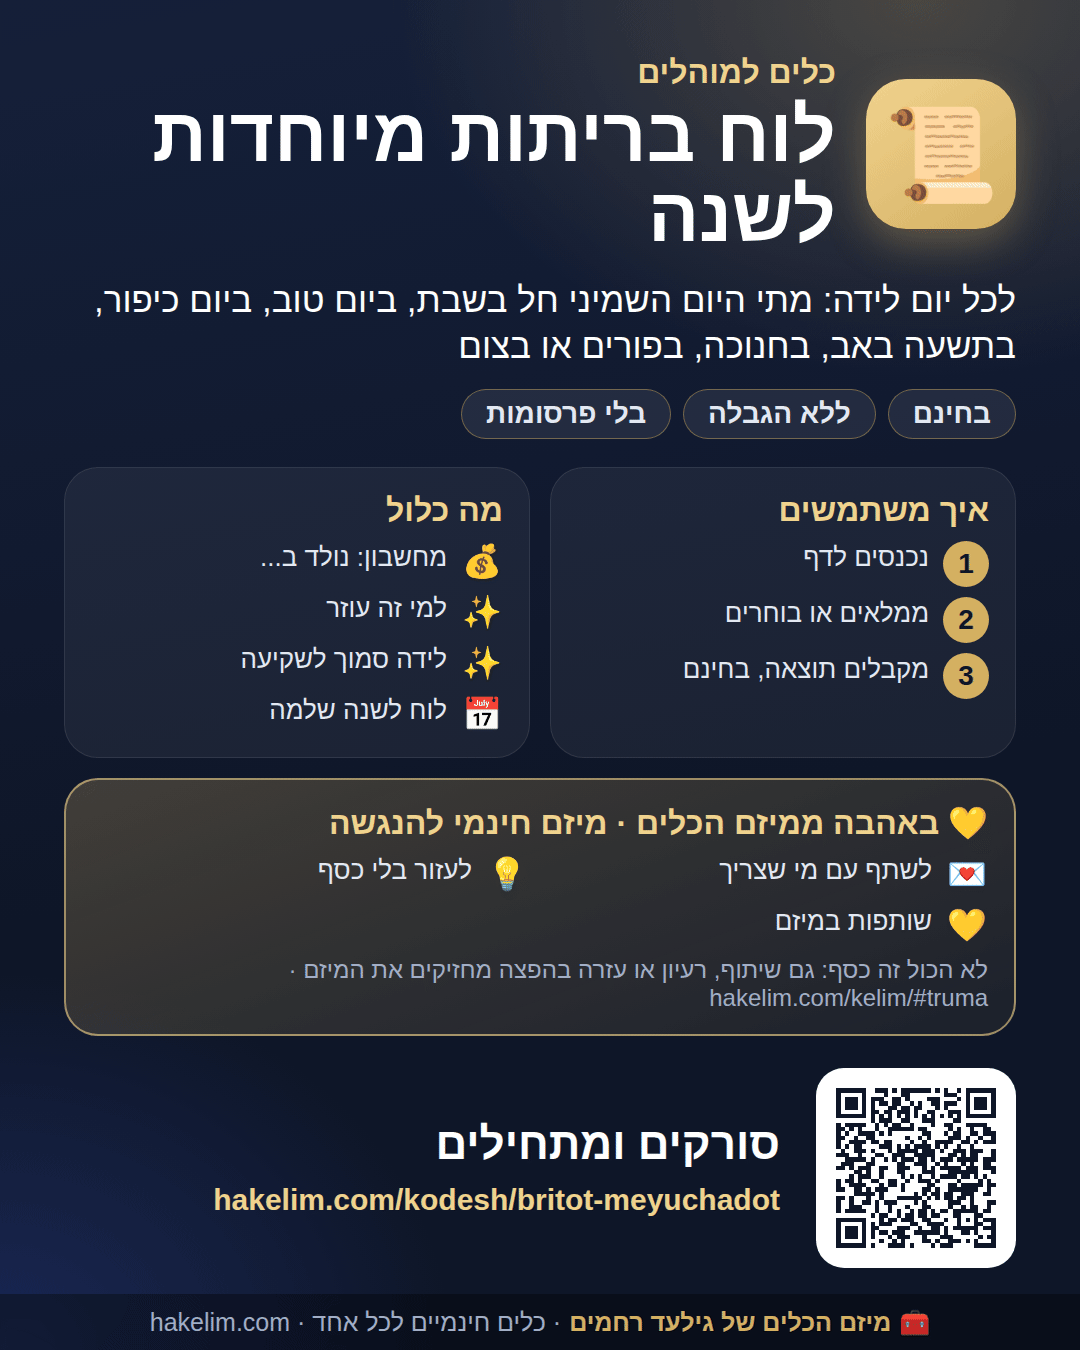 כלים למוהלים
לוח בריתות מיוחדות
לשנה
לכל יום לידה: מתי היום השמיני חל בשבת, ביום טוב, ביום כיפור,
בתשעה באב, בחנוכה, בפורים או בצום
בחינם
ללא הגבלה
בלי פרסומות
איך משתמשים
1 נכנסים לדף
2 ממלאים או בוחרים
3 מקבלים תוצאה, בחינם
מה כלול
מחשבון: נולד ב...
למי זה עוזר
לידה סמוך לשקיעה
July 17 לוח לשנה שלמה
באהבה ממיזם הכלים · מיזם חינמי להנגשה
לשתף עם מי שצריך
לעזור בלי כסף
שותפות במיזם
לא הכול זה כסף: גם שיתוף, רעיון או עזרה בהפצה מחזיקים את המיזם ·
hakelim.com/kelim/#truma
סורקים ומתחילים
hakelim.com/kodesh/britot-meyuchadot
מיזם הכלים של גילעד רחמים · כלים חינמיים לכל אחד · hakelim.com